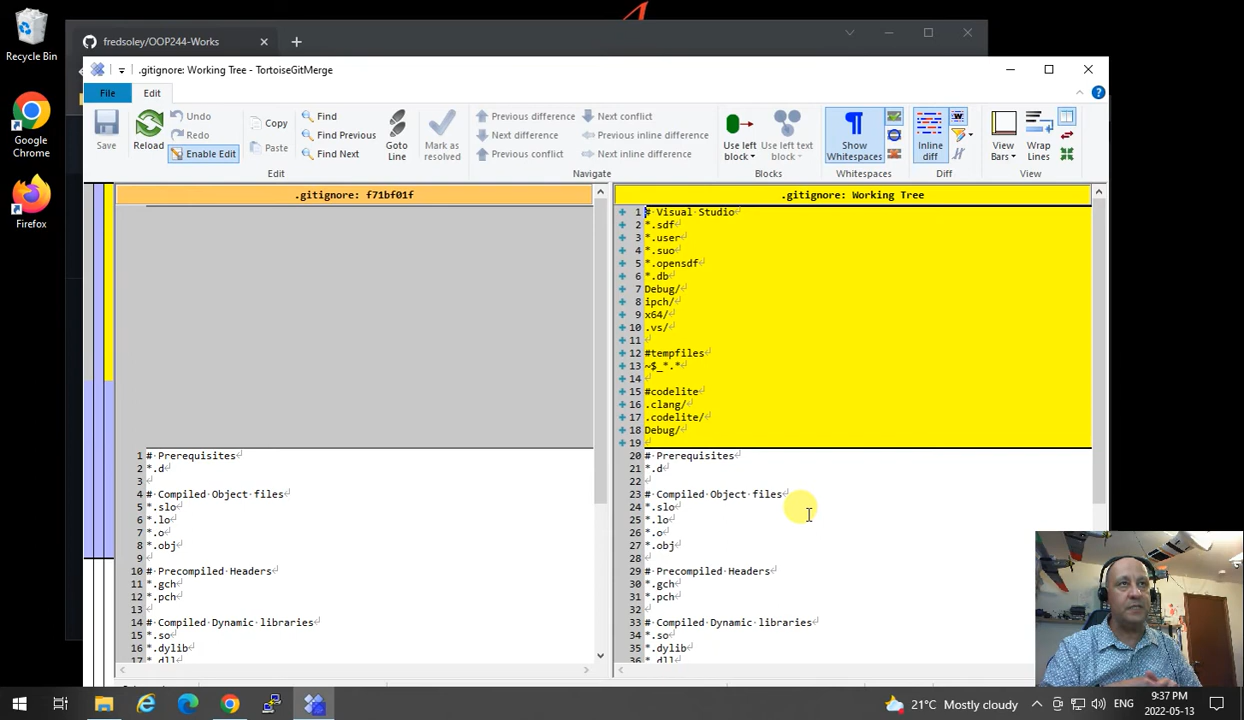 Recycle Bin
Google Chrome
Firefox
fredsoley/OOP244-Works
.gitignore: Working Tree - TortoiseGitMerge
File
Edit
Save
Reload
Undo
Redo
Enable Edit
Copy
Paste
Find
Find Previous
Find Next
Goto Line
Edit
Mark as resolved
Previous difference
Next difference
Previous conflict
Next conflict
Previous inline difference
Next inline difference
Navigate
Use left block
Use left text block
Blocks
Show Whitespaces
Whitespaces
Inline diff
Diff
View Bars
Wrap Lines
View
.gitignore: f71bf01f
1 # Prerequisites
2 *.d
3
4 # Compiled Object files
5 *.slo
6 *.lo
7 *.o
8 *.obj
9
10 # Precompiled Headers
11 *.gch
12 *.pch
13
14 # Compiled Dynamic libraries
15 *.so
16 *.dylib
17 *.dll
.gitignore: Working Tree
1 # Visual Studio
2 *.sdf
3 *.user
4 *.suo
5 *.opensdf
6 *.db
7 Debug/
8 ipch/
9 x64/
10 .vs/
11
12 #tempfiles
13 ~$_*.*
14
15 #codelite
16 .clang/
17 .codelite/
18 Debug/
19
20 # Prerequisites
21 *.d
22
23 # Compiled Object files
24 *.slo
25 *.lo
26 *.o
27 *.obj
28
29 # Precompiled Headers
30 *.gch
31 *.pch
32
33 # Compiled Dynamic libraries
34 *.so
35 *.dylib
36 *.dll
21°C Mostly cloudy
ENG
9:37 PM
2022-05-13